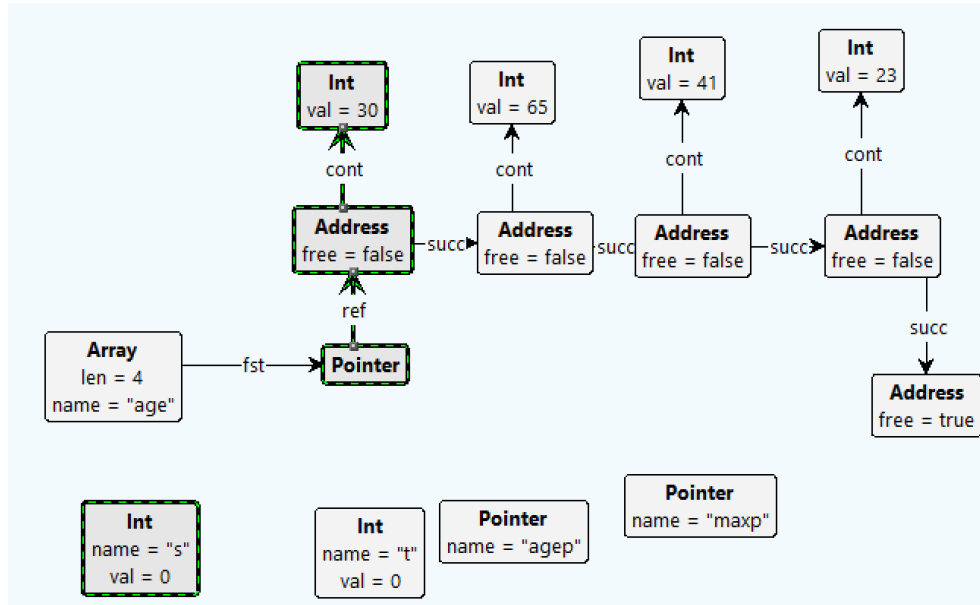 Int
val = 30
Int
val = 65
Int
val = 41
Int
val = 23
cont
cont
cont
cont
Address
free = false
succ
Address
free = false
succ
Address
free = false
succ
Address
free = false
ref
succ
Array
len = 4
name = "age"
fst
Pointer
Address
free = true
Int
name = "s"
val = 0
Int
name = "t"
val = 0
Pointer
name = "agep"
Pointer
name = "maxp"